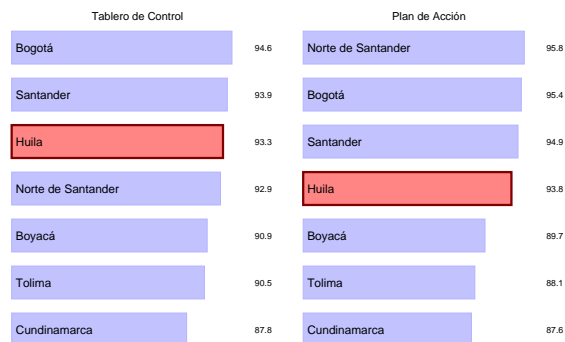 Tablero de Control
Bogotá 94.6
Santander 93.9
Huila 93.3
Norte de Santander 92.9
Boyacá 90.9
Tolima 90.5
Cundinamarca 87.8
Plan de Acción
Norte de Santander 95.8
Bogotá 95.4
Santander 94.9
Huila 93.8
Boyacá 89.7
Tolima 88.1
Cundinamarca 87.6